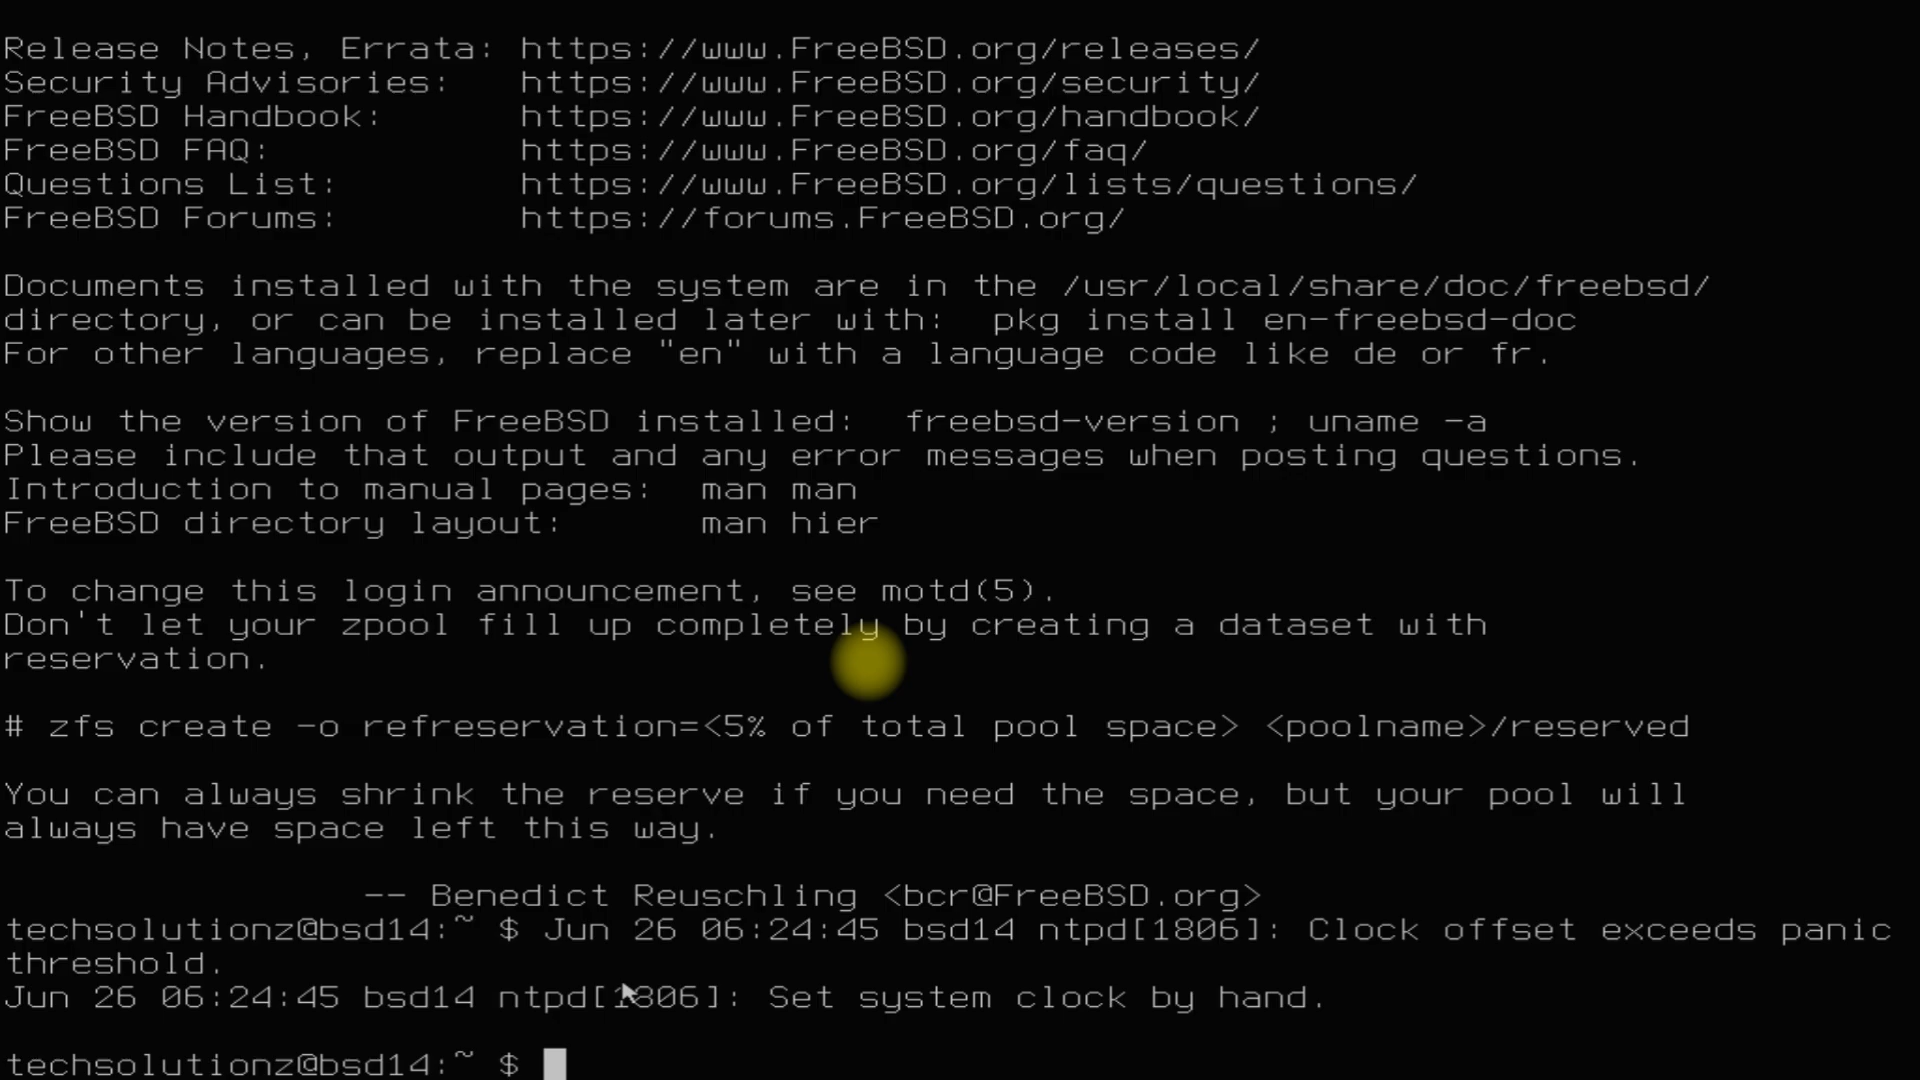 Release Notes, Errata: https://www.FreeBSD.org/releases/
Security Advisories:   https://www.FreeBSD.org/security/
FreeBSD Handbook:      https://www.FreeBSD.org/handbook/
FreeBSD FAQ:           https://www.FreeBSD.org/faq/
Questions List:        https://www.FreeBSD.org/lists/questions/
FreeBSD Forums:        https://forums.FreeBSD.org/
Documents installed with the system are in the /usr/local/share/doc/freebsd/
directory, or can be installed later with:  pkg install en-freebsd-doc
For other languages, replace "en" with a language code like de or fr.
Show the version of FreeBSD installed:  freebsd-version ; uname -a
Please include that output and any error messages when posting questions.
Introduction to manual pages:  man man
FreeBSD directory layout:      man hier
To change this login announcement, see motd(5).
Don't let your zpool fill up completely by creating a dataset with
reservation.
# zfs create -o refreservation=<5% of total pool space> <poolname>/reserved
You can always shrink the reserve if you need the space, but your pool will
always have space left this way.
-- Benedict Reuschling <bcr@FreeBSD.org>
techsolutionz@bsd14:~ $ Jun 26 06:24:45 bsd14 ntpd[1806]: Clock offset exceeds panic
threshold.
Jun 26 06:24:45 bsd14 ntpd[1806]: Set system clock by hand.
techsolutionz@bsd14:~ $